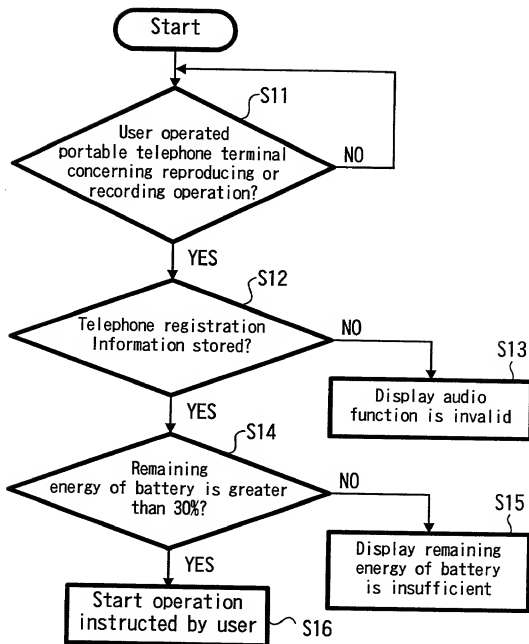 Start
S11
User operated
portable telephone terminal
concerning reproducing or
recording operation?
NO
YES
S12
Telephone registration
Information stored?
NO
S13
Display audio
function is invalid
YES
S14
Remaining
energy of battery is greater
than 30%?
NO
S15
Display remaining
energy of battery
is insufficient
YES
Start operation
instructed by user
S16